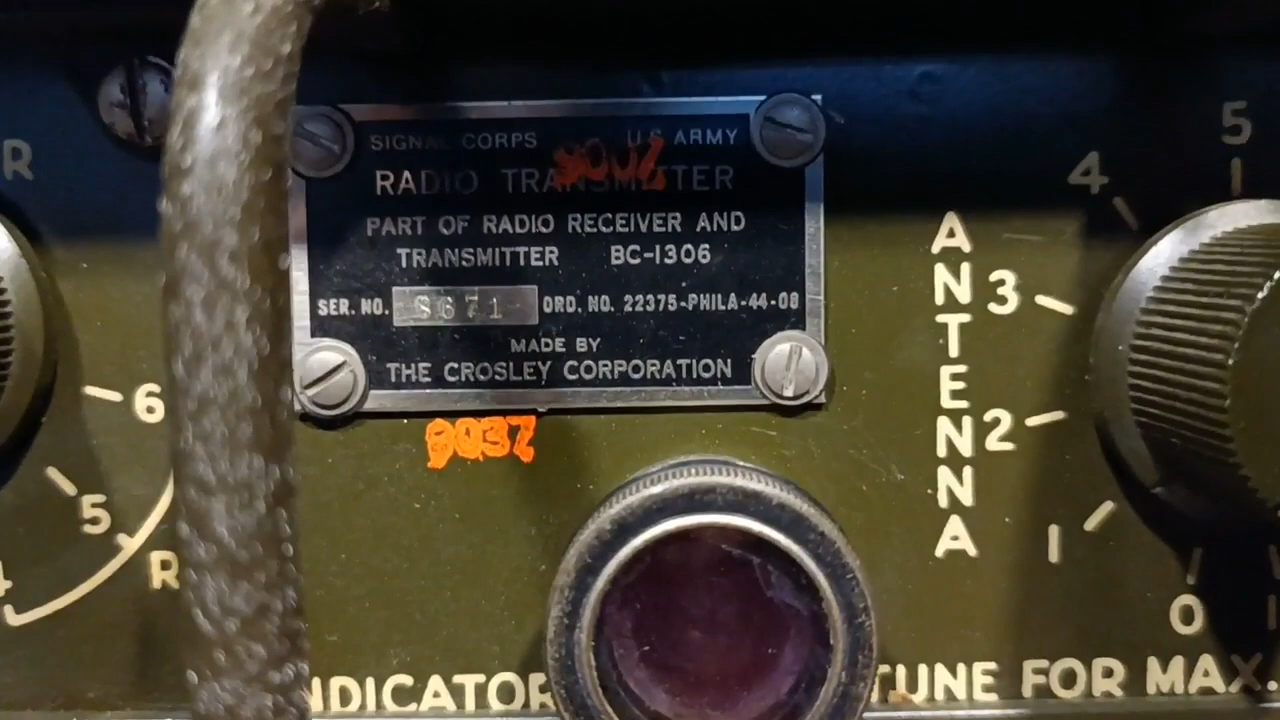 SIGNAL CORPS U.S. ARMY
RADIO TRANSMITTER
PART OF RADIO RECEIVER AND
TRANSMITTER BC-1306
SER. NO. 8671 ORD. NO. 22375-PHILA-44-08
MADE BY
THE CROSLEY CORPORATION
R
6
5
4
R
ANTENNA
5
4
3
2
1
0
TUNE FOR MAX.